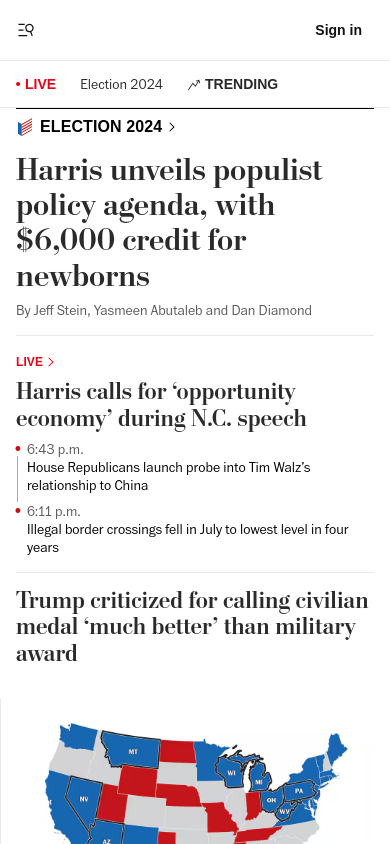 Sign in
LIVE
Election 2024
TRENDING
ELECTION 2024
Harris unveils populist
policy agenda, with
$6,000 credit for
newborns
By Jeff Stein, Yasmeen Abutaleb and Dan Diamond
LIVE
Harris calls for ‘opportunity
economy’ during N.C. speech
6:43 p.m.
House Republicans launch probe into Tim Walz’s
relationship to China
6:11 p.m.
Illegal border crossings fell in July to lowest level in four
years
Trump criticized for calling civilian
medal ‘much better’ than military
award
MT
WI
MI
PA
NV
OH
WV
AZ